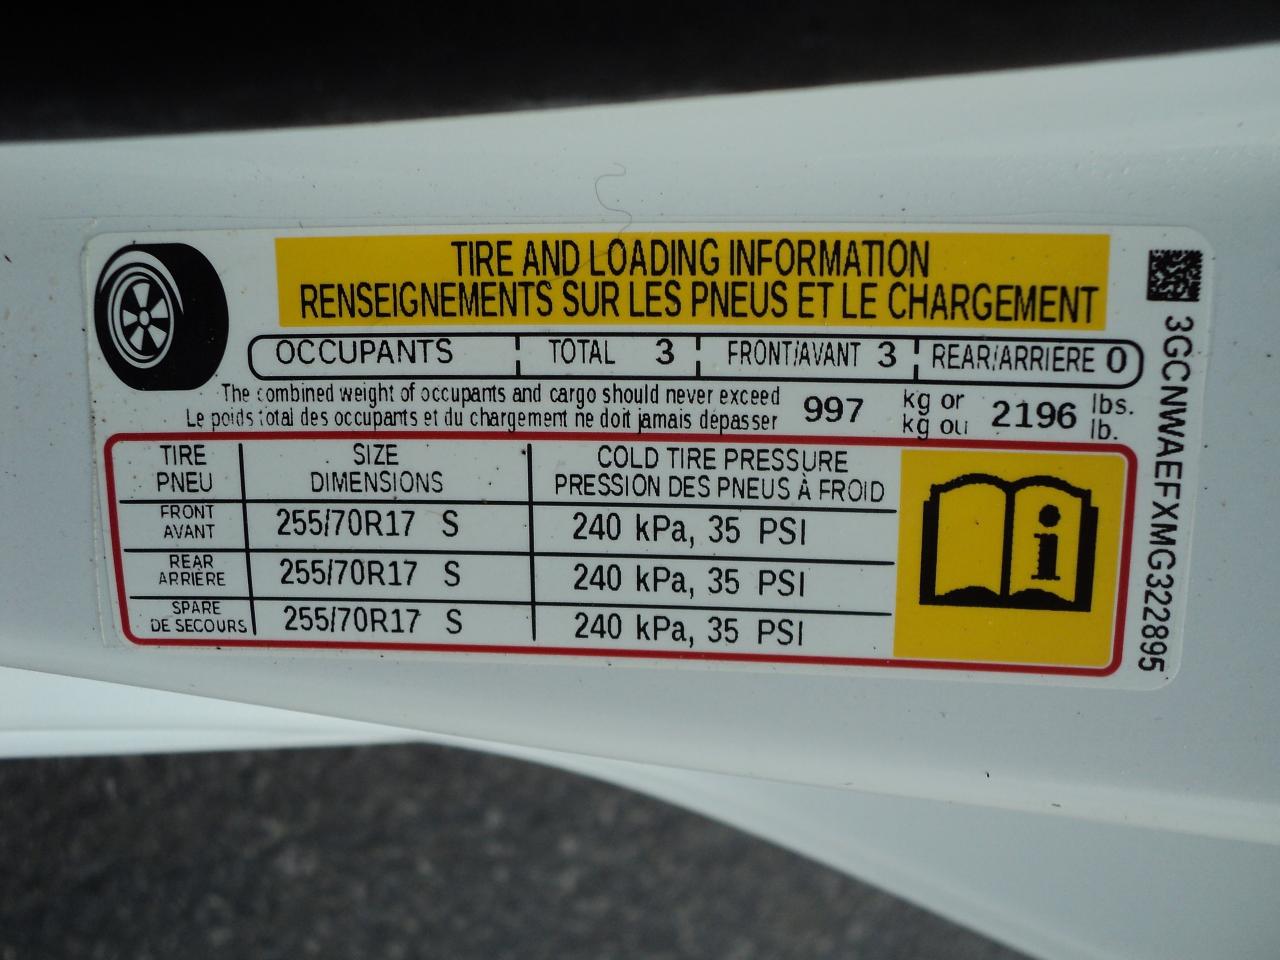 TIRE AND LOADING INFORMATION
RENSEIGNEMENTS SUR LES PNEUS ET LE CHARGEMENT
OCCUPANTS TOTAL 3 FRONT/AVANT 3 REAR/ARRIÈRE 0
The combined weight of occupants and cargo should never exceed 997 kg or 2196 lbs.
Le poids total des occupants et du chargement ne doit jamais dépasser kg ou lb.
TIRE SIZE COLD TIRE PRESSURE
PNEU DIMENSIONS PRESSION DES PNEUS À FROID
FRONT
AVANT 255/70R17 S 240 kPa, 35 PSI
REAR
ARRIÈRE 255/70R17 S 240 kPa, 35 PSI
SPARE
DE SECOURS 255/70R17 S 240 kPa, 35 PSI
i
3GCNWAEFXMG322895